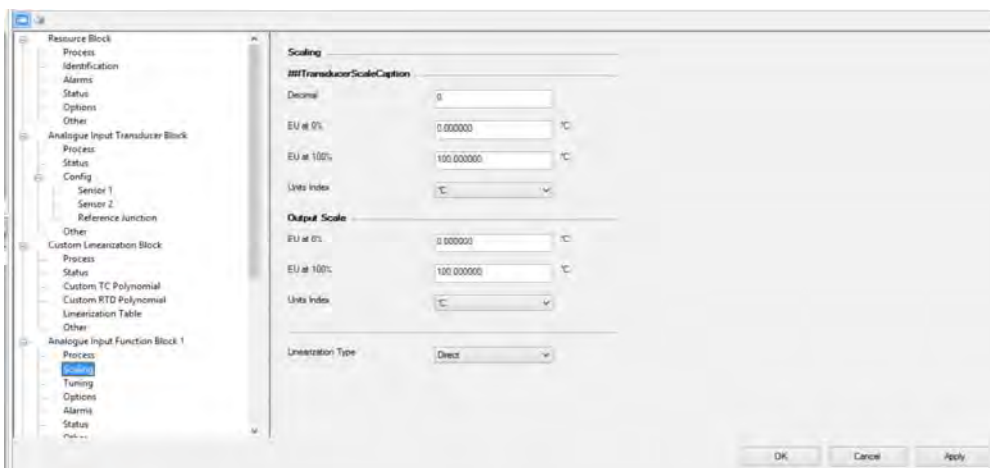 Resource Block
Process
Identification
Alarms
Status
Options
Other
Analogue Input Transducer Block
Process
Status
Config
Sensor 1
Sensor 2
Reference Junction
Other
Custom Linearization Block
Process
Status
Custom TC Polynomial
Custom RTD Polynomial
Linearization Table
Other
Analogue Input Function Block 1
Process
Scaling
Tuning
Options
Alarms
Status
Other
Scaling
##TransducerScaleCaption
Decimal 0
EU at 0% 0.000000 °C
EU at 100% 100.000000 °C
Units Index °C
Output Scale
EU at 0% 0.000000 °C
EU at 100% 100.000000 °C
Units Index °C
Linearization Type Direct
OK Cancel Apply